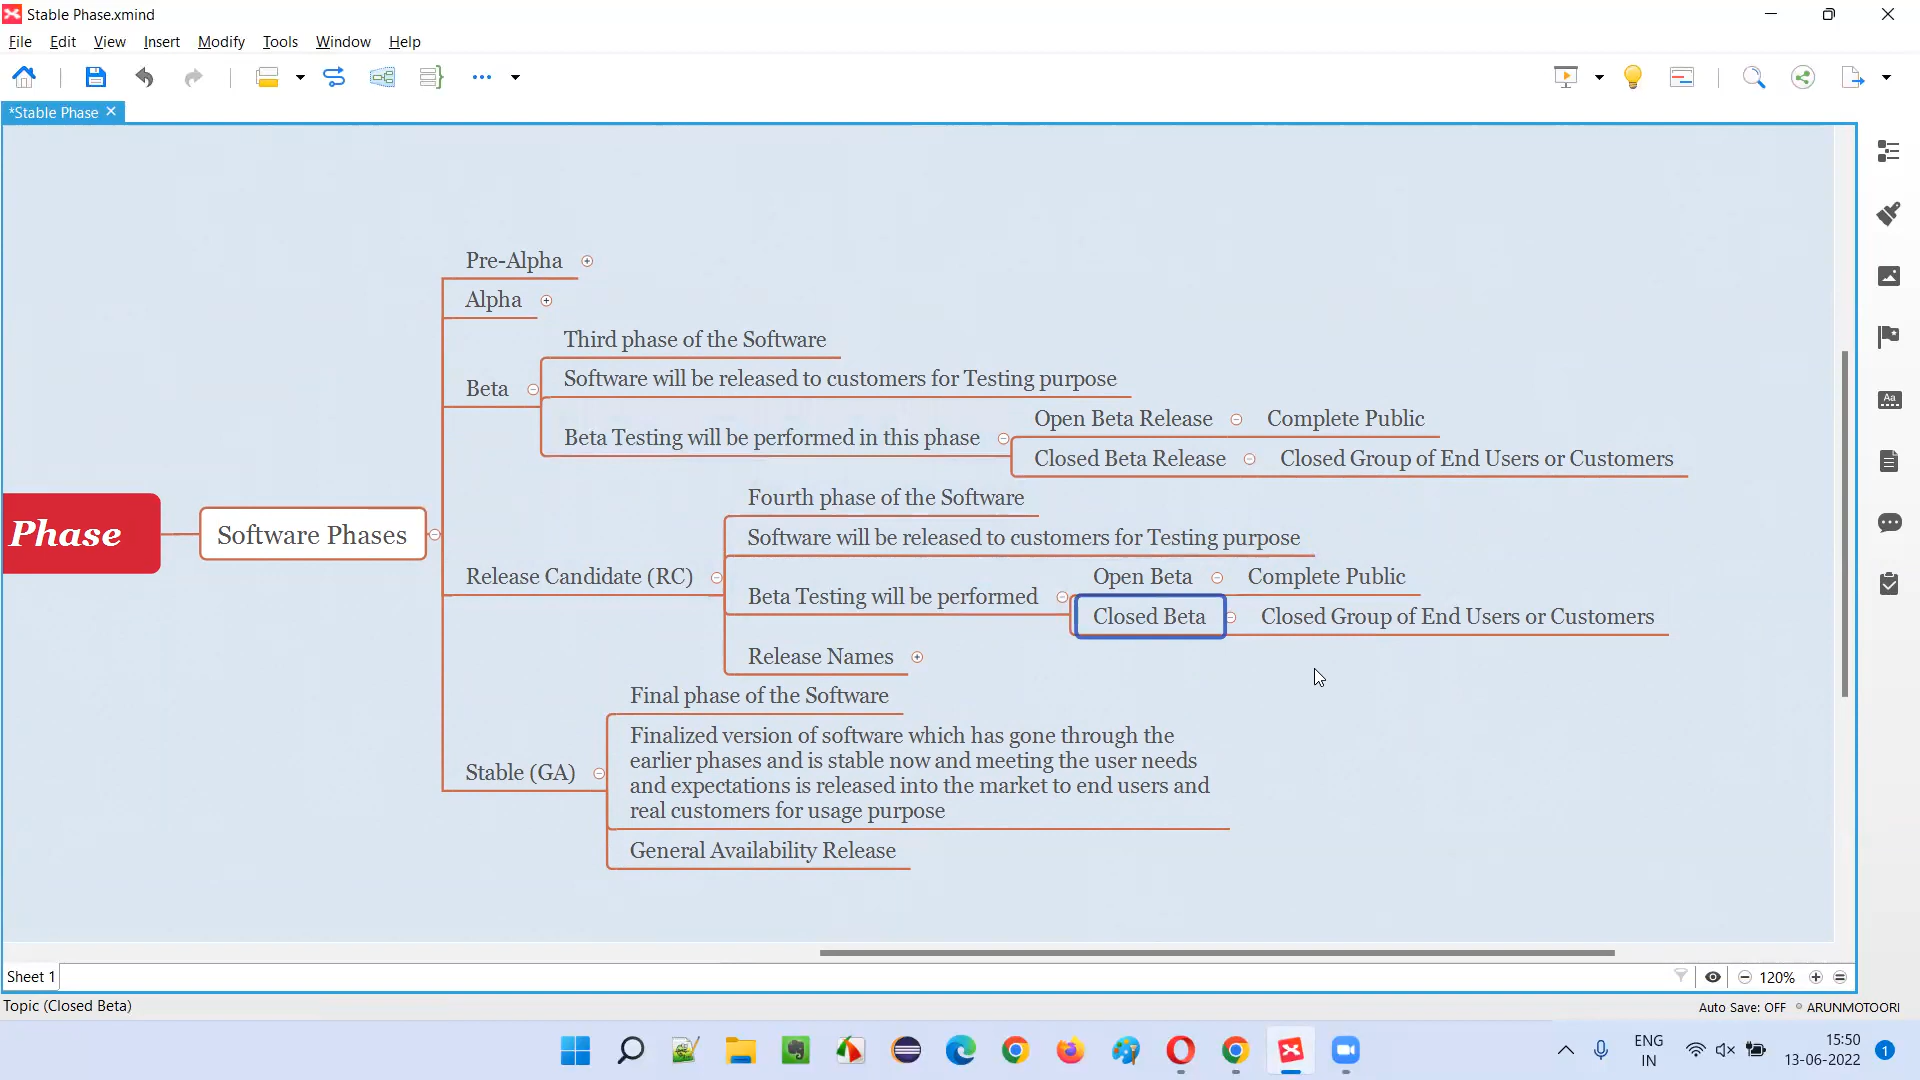 Stable Phase.xmind
File Edit View Insert Modify Tools Window Help
*Stable Phase
Pre-Alpha
Alpha
Third phase of the Software
Beta
Software will be released to customers for Testing purpose
Beta Testing will be performed in this phase
Open Beta Release
Complete Public
Closed Beta Release
Closed Group of End Users or Customers
Phase
Software Phases
Fourth phase of the Software
Software will be released to customers for Testing purpose
Release Candidate (RC)
Beta Testing will be performed
Open Beta
Complete Public
Closed Beta
Closed Group of End Users or Customers
Release Names
Final phase of the Software
Stable (GA)
Finalized version of software which has gone through the
earlier phases and is stable now and meeting the user needs
and expectations is released into the market to end users and
real customers for usage purpose
General Availability Release
Sheet 1
120%
Topic (Closed Beta)
Auto Save: OFF
ARUNMOTOORI
ENG
IN
15:50
13-06-2022
1
Aa